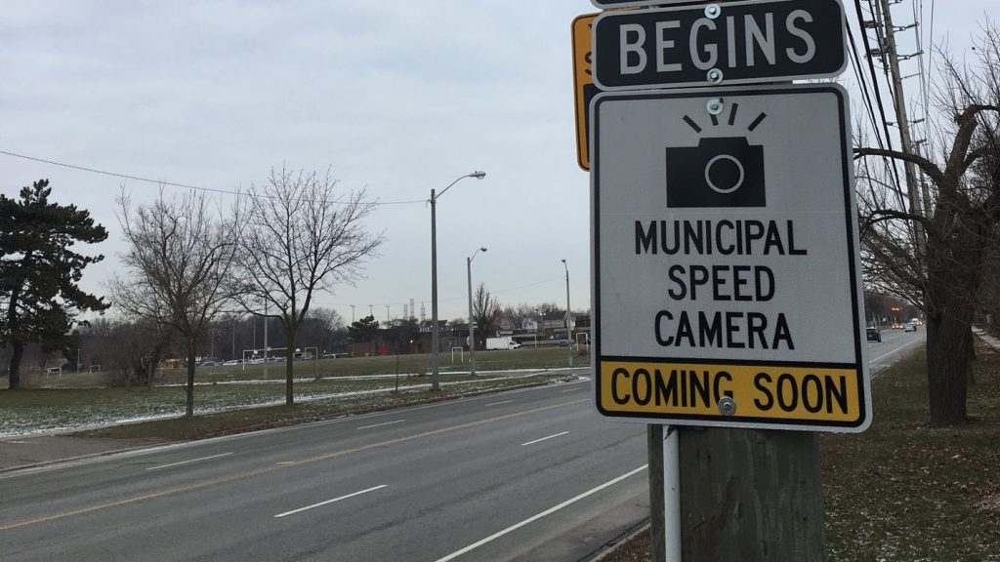 BEGINS
MUNICIPAL
SPEED
CAMERA
COMING SOON